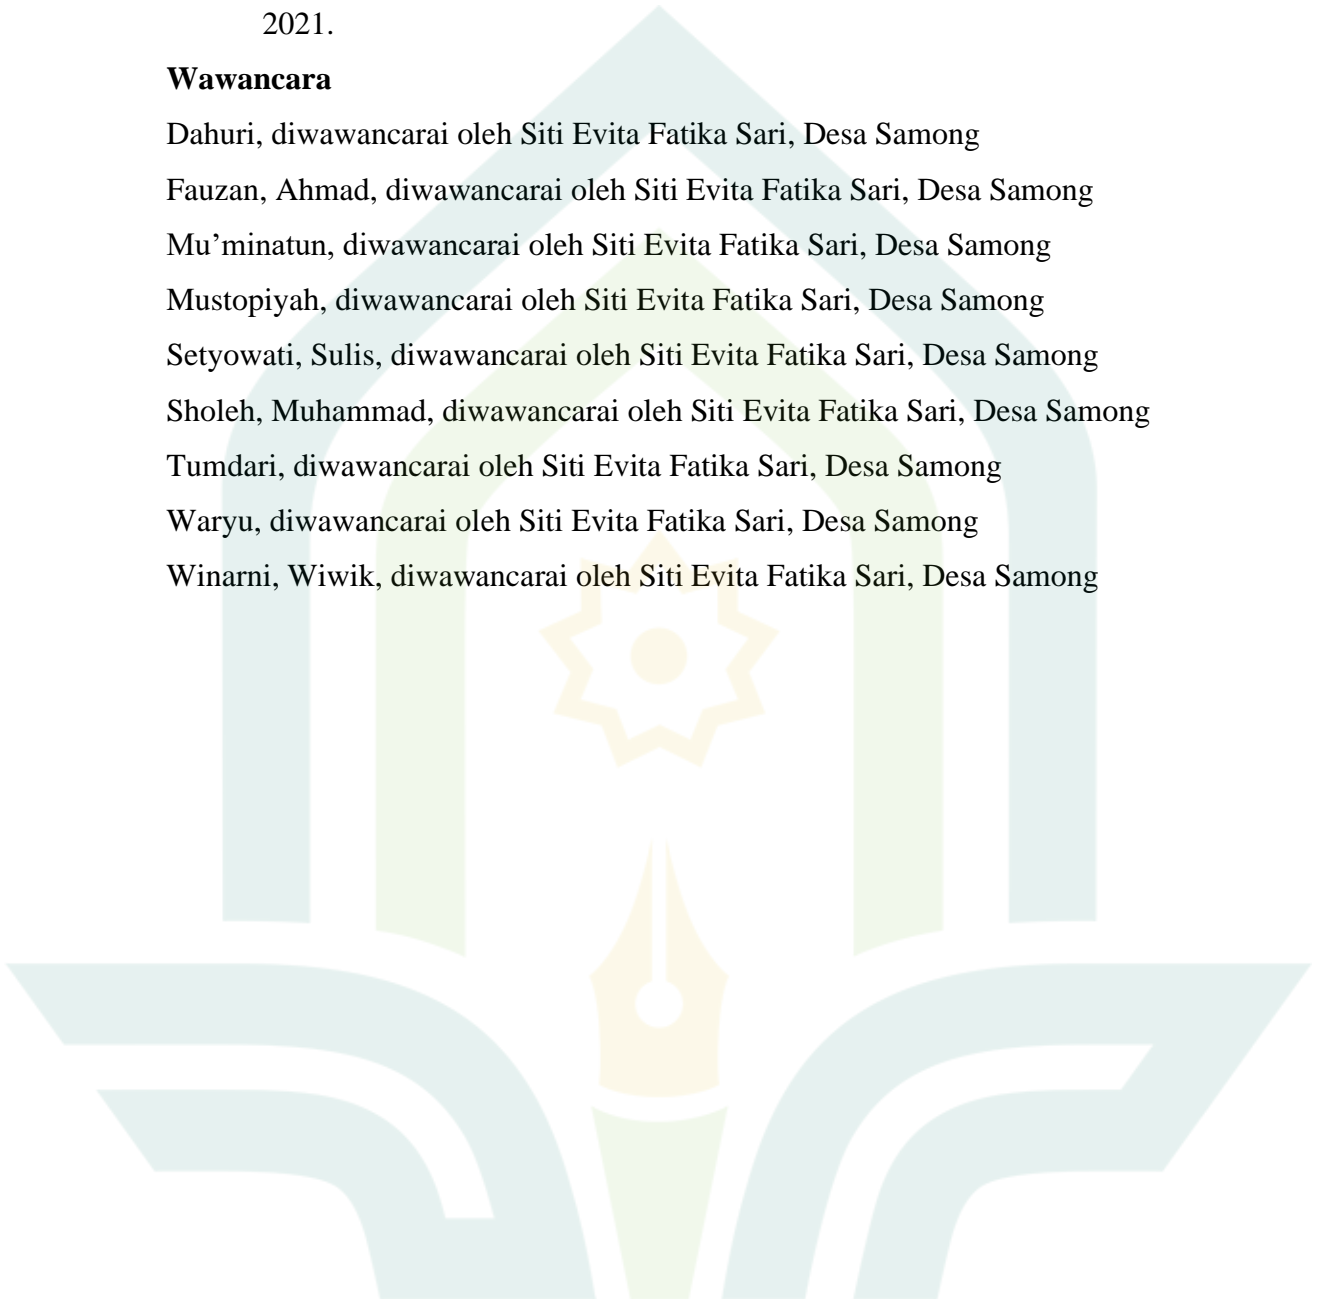 2021.
Wawancara
Dahuri, diwawancarai oleh Siti Evita Fatika Sari, Desa Samong
Fauzan, Ahmad, diwawancarai oleh Siti Evita Fatika Sari, Desa Samong
Mu’minatun, diwawancarai oleh Siti Evita Fatika Sari, Desa Samong
Mustopiyah, diwawancarai oleh Siti Evita Fatika Sari, Desa Samong
Setyowati, Sulis, diwawancarai oleh Siti Evita Fatika Sari, Desa Samong
Sholeh, Muhammad, diwawancarai oleh Siti Evita Fatika Sari, Desa Samong
Tumdari, diwawancarai oleh Siti Evita Fatika Sari, Desa Samong
Waryu, diwawancarai oleh Siti Evita Fatika Sari, Desa Samong
Winarni, Wiwik, diwawancarai oleh Siti Evita Fatika Sari, Desa Samong